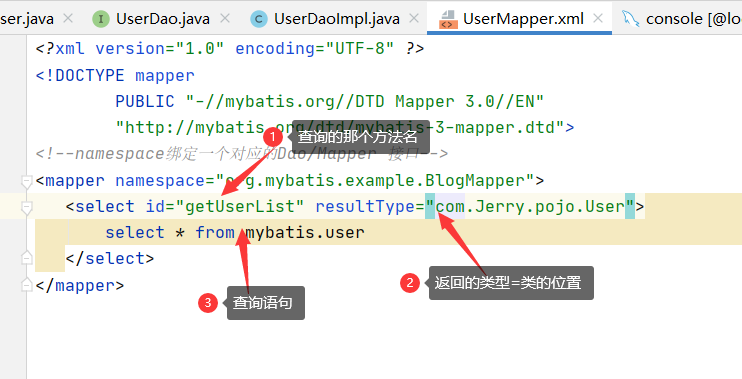 ser.java × UserDao.java × UserDaoImpl.java × UserMapper.xml × console [@lo
<?xml version="1.0" encoding="UTF-8" ?>
<!DOCTYPE mapper
PUBLIC "-//mybatis.org//DTD Mapper 3.0//EN"
"http://mybatis.org/dtd/mybatis-3-mapper.dtd">
1 查询的那个方法名
<!--namespace绑定一个对应的Dao/Mapper 接口-->
<mapper namespace="org.mybatis.example.BlogMapper">
<select id="getUserList" resultType="com.Jerry.pojo.User">
select * from mybatis.user
</select>
2 返回的类型=类的位置
</mapper>
3 查询语句